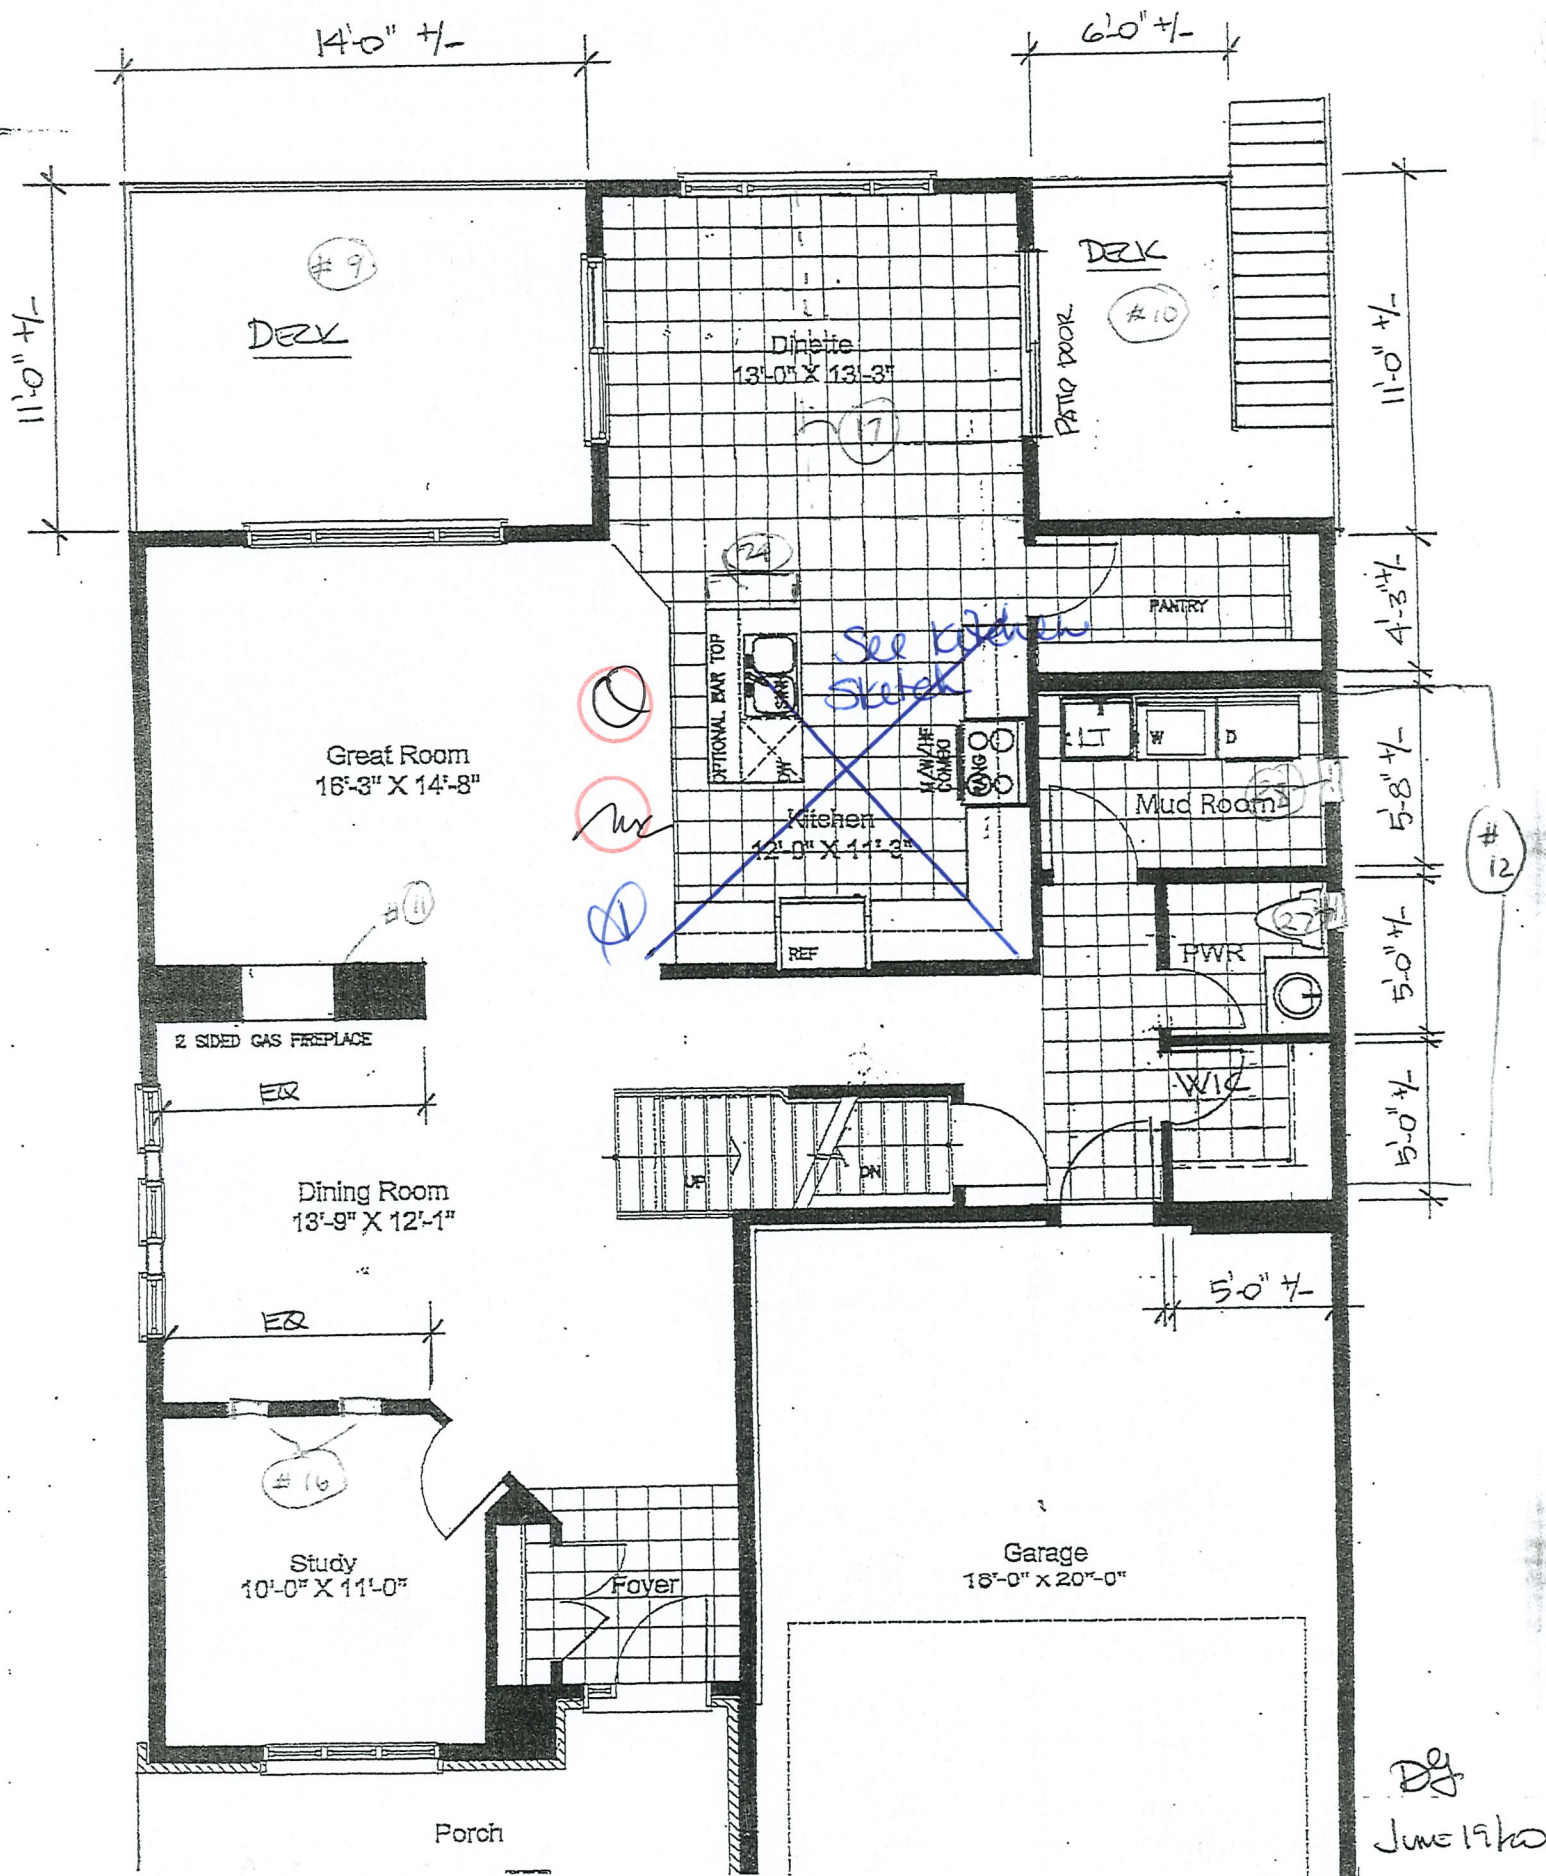 14'-0" +/-
6'-0" +/-
# 9
DECK
11'-0" +/-
DECK
# 10
PATIO DOOR
11'-0" +/-
Dinette
13'-0" X 13'-3"
17
24
PANTRY
4'-3" +/-
See Kitchen
Sketch
OPTIONAL BAR TOP
SINK
DW
M/W/HF
COMBO
RANG
LT
W
D
Mud Room
5'-8" +/-
#
12
Great Room
16'-3" X 14'-8"
Kitchen
REF
# 11
27
PWR
5'-0" +/-
2 SIDED GAS FIREPLACE
EQ
WIC
5'-0" +/-
UP
DN
Dining Room
13'-9" X 12'-1"
EQ
5'-0" +/-
# 16
Study
10'-0" X 11'-0"
Foyer
Garage
18'-0" X 20'-0"
Porch
DG
JUNE 19/20